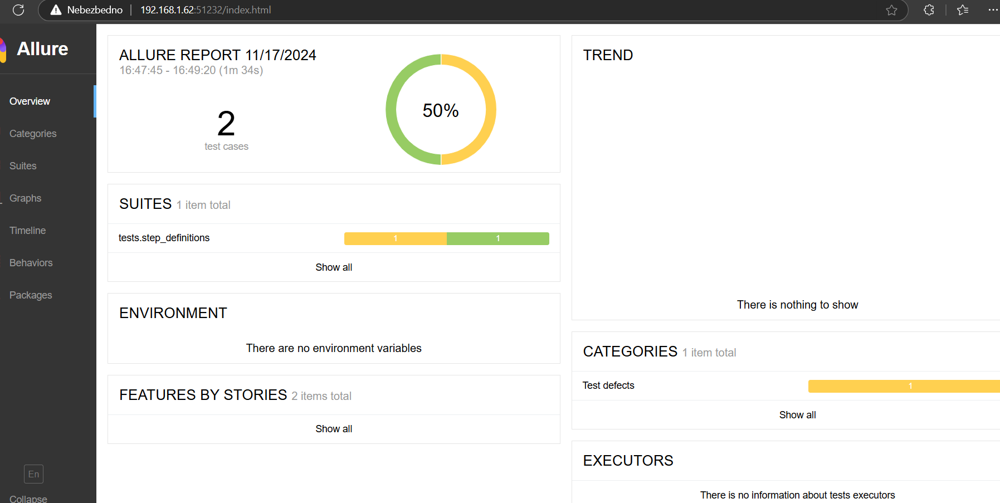 Nebezbedno
192.168.1.62:51232/index.html
Allure
Overview
Categories
Suites
Graphs
Timeline
Behaviors
Packages
En
Collapse
ALLURE REPORT 11/17/2024
16:47:45 - 16:49:20 (1m 34s)
2
test cases
50%
SUITES 1 item total
tests.step_definitions 1 1
Show all
ENVIRONMENT
There are no environment variables
FEATURES BY STORIES 2 items total
Show all
TREND
There is nothing to show
CATEGORIES 1 item total
Test defects 1
Show all
EXECUTORS
There is no information about tests executors